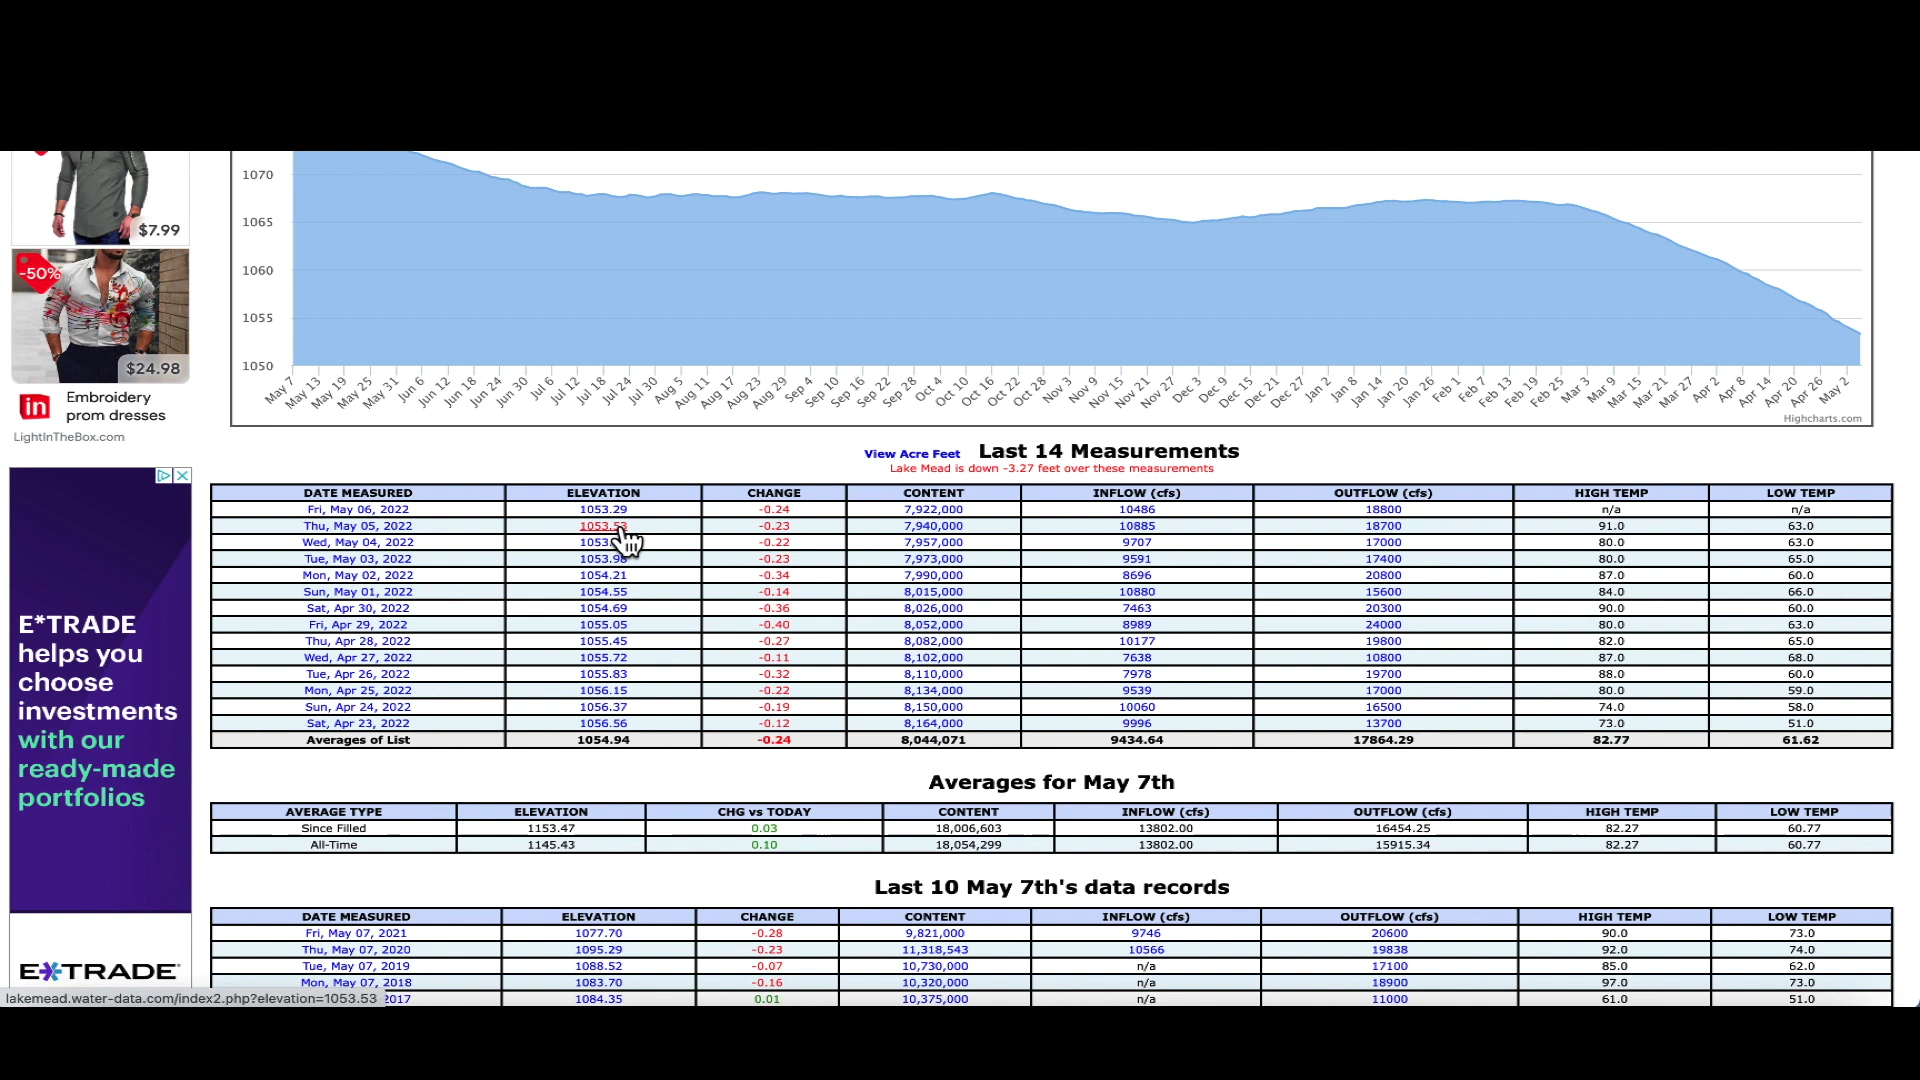 $7.99
-50%
$24.98
Embroidery
prom dresses
LightInTheBox.com
E*TRADE
helps you
choose
investments
with our
ready-made
portfolios
E*TRADE
1070
1065
1060
1055
1050
May 7 May 13 May 19 May 25 May 31 Jun 6 Jun 12 Jun 18 Jun 24 Jun 30 Jul 6 Jul 12 Jul 18 Jul 24 Jul 30 Aug 5 Aug 11 Aug 17 Aug 23 Aug 29 Sep 4 Sep 10 Sep 16 Sep 22 Sep 28 Oct 4 Oct 10 Oct 16 Oct 22 Oct 28 Nov 3 Nov 9 Nov 15 Nov 21 Nov 27 Dec 3 Dec 9 Dec 15 Dec 21 Dec 27 Jan 2 Jan 8 Jan 14 Jan 20 Jan 26 Feb 1 Feb 7 Feb 13 Feb 19 Feb 25 Mar 3 Mar 9 Mar 15 Mar 21 Mar 27 Apr 2 Apr 8 Apr 14 Apr 20 Apr 26 May 2
Highcharts.com
View Acre Feet Last 14 Measurements
Lake Mead is down -3.27 feet over these measurements
DATE MEASURED ELEVATION CHANGE CONTENT INFLOW (cfs) OUTFLOW (cfs) HIGH TEMP LOW TEMP
Fri, May 06, 2022 1053.29 -0.24 7,922,000 10486 18800 n/a n/a
Thu, May 05, 2022 1053.53 -0.23 7,940,000 10885 18700 91.0 63.0
Wed, May 04, 2022 1053. -0.22 7,957,000 9707 17000 80.0 63.0
Tue, May 03, 2022 1053.98 -0.23 7,973,000 9591 17400 80.0 65.0
Mon, May 02, 2022 1054.21 -0.34 7,990,000 8696 20800 87.0 60.0
Sun, May 01, 2022 1054.55 -0.14 8,015,000 10880 15600 84.0 66.0
Sat, Apr 30, 2022 1054.69 -0.36 8,026,000 7463 20300 90.0 60.0
Fri, Apr 29, 2022 1055.05 -0.40 8,052,000 8989 24000 80.0 63.0
Thu, Apr 28, 2022 1055.45 -0.27 8,082,000 10177 19800 82.0 65.0
Wed, Apr 27, 2022 1055.72 -0.11 8,102,000 7638 10800 87.0 68.0
Tue, Apr 26, 2022 1055.83 -0.32 8,110,000 7978 19700 88.0 60.0
Mon, Apr 25, 2022 1056.15 -0.22 8,134,000 9539 17000 80.0 59.0
Sun, Apr 24, 2022 1056.37 -0.19 8,150,000 10060 16500 74.0 58.0
Sat, Apr 23, 2022 1056.56 -0.12 8,164,000 9996 13700 73.0 51.0
Averages of List 1054.94 -0.24 8,044,071 9434.64 17864.29 82.77 61.62
Averages for May 7th
AVERAGE TYPE ELEVATION CHG vs TODAY CONTENT INFLOW (cfs) OUTFLOW (cfs) HIGH TEMP LOW TEMP
Since Filled 1153.47 0.03 18,006,603 13802.00 16454.25 82.27 60.77
All-Time 1145.43 0.10 18,054,299 13802.00 15915.34 82.27 60.77
Last 10 May 7th's data records
DATE MEASURED ELEVATION CHANGE CONTENT INFLOW (cfs) OUTFLOW (cfs) HIGH TEMP LOW TEMP
Fri, May 07, 2021 1077.70 -0.28 9,821,000 9746 20600 90.0 73.0
Thu, May 07, 2020 1095.29 -0.23 11,318,543 10566 19838 92.0 74.0
Tue, May 07, 2019 1088.52 -0.07 10,730,000 n/a 17100 85.0 62.0
Mon, May 07, 2018 1083.70 -0.16 10,320,000 n/a 18900 97.0 73.0
2017 1084.35 0.01 10,375,000 n/a 11000 61.0 51.0
lakemead.water-data.com/index2.php?elevation=1053.53